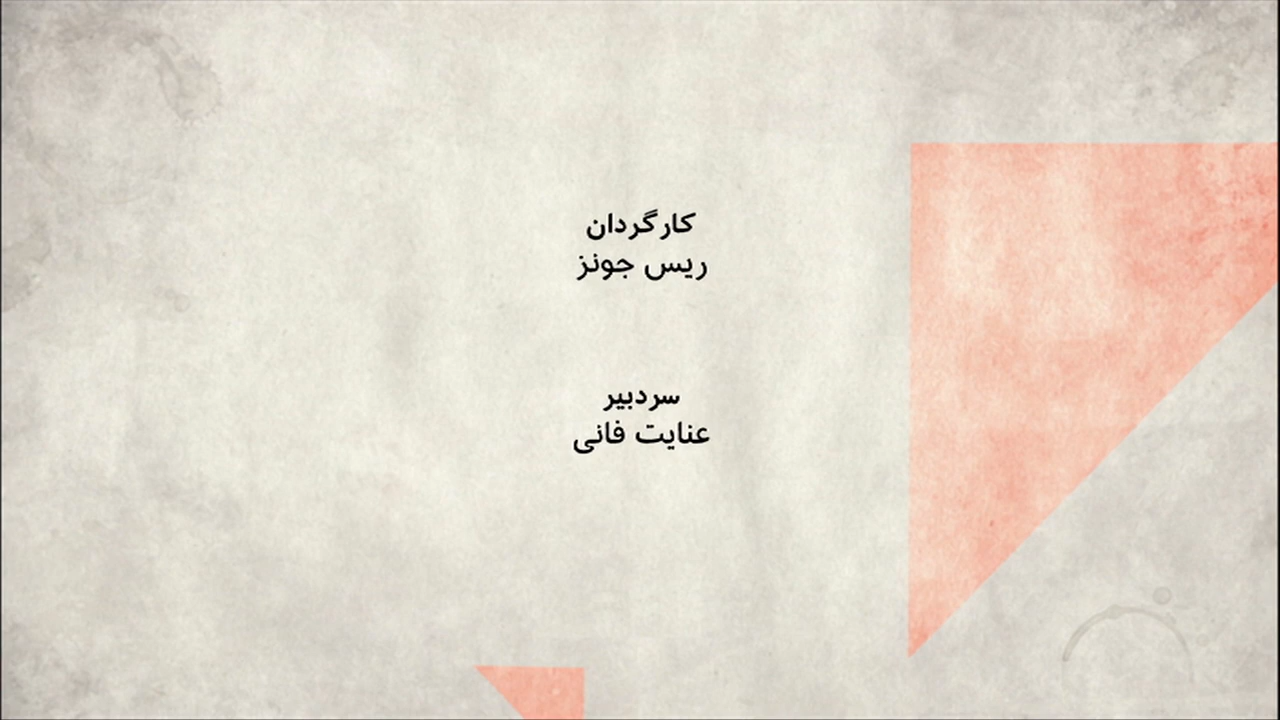 کارگردان
ریس جونز
سردبیر
عنایت فانی